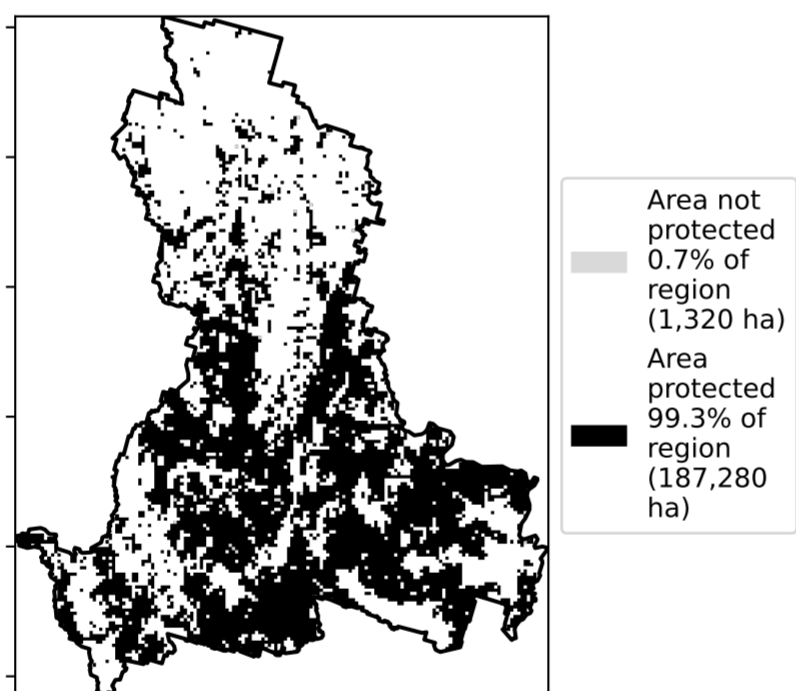 Area not
protected
0.7% of
region
(1,320 ha)
Area
protected
99.3% of
region
(187,280
ha)